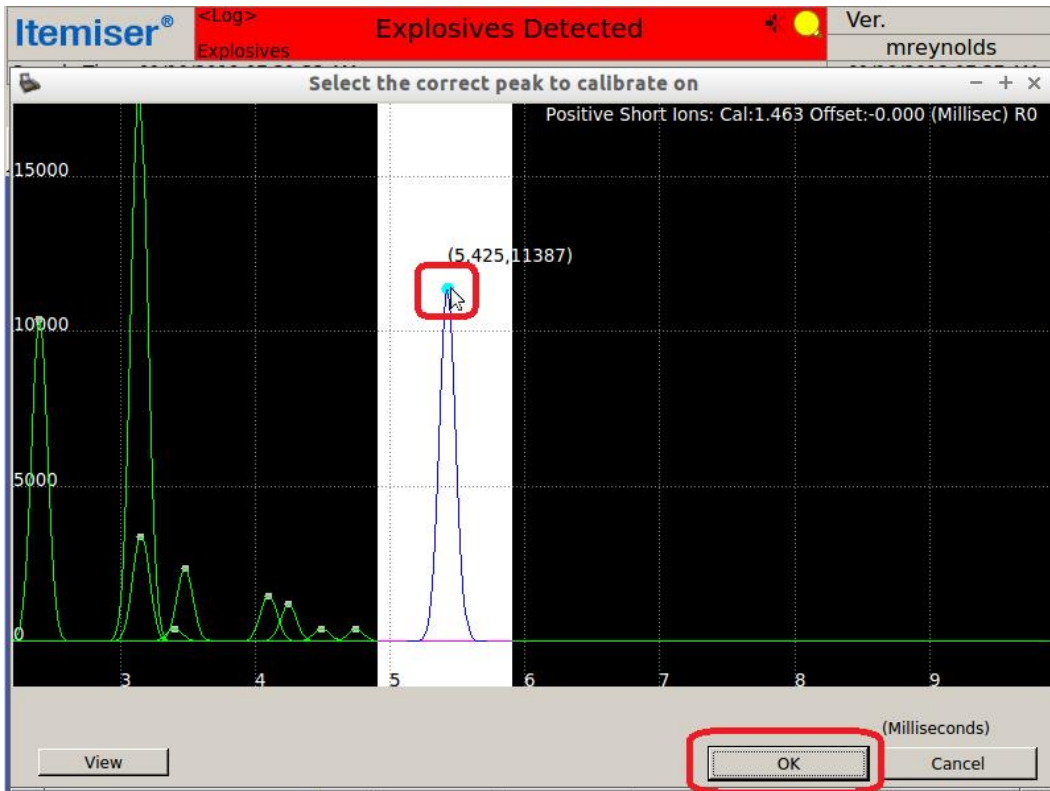 Itemiser®
<Log>
Explosives
Explosives Detected
Ver.
mreynolds
Select the correct peak to calibrate on
Positive Short Ions: Cal:1.463 Offset:-0.000 (Millisec) R0
15000
(5,425,11387)
10000
5000
0
3 4 5 6 7 8 9
(Milliseconds)
View
OK
Cancel